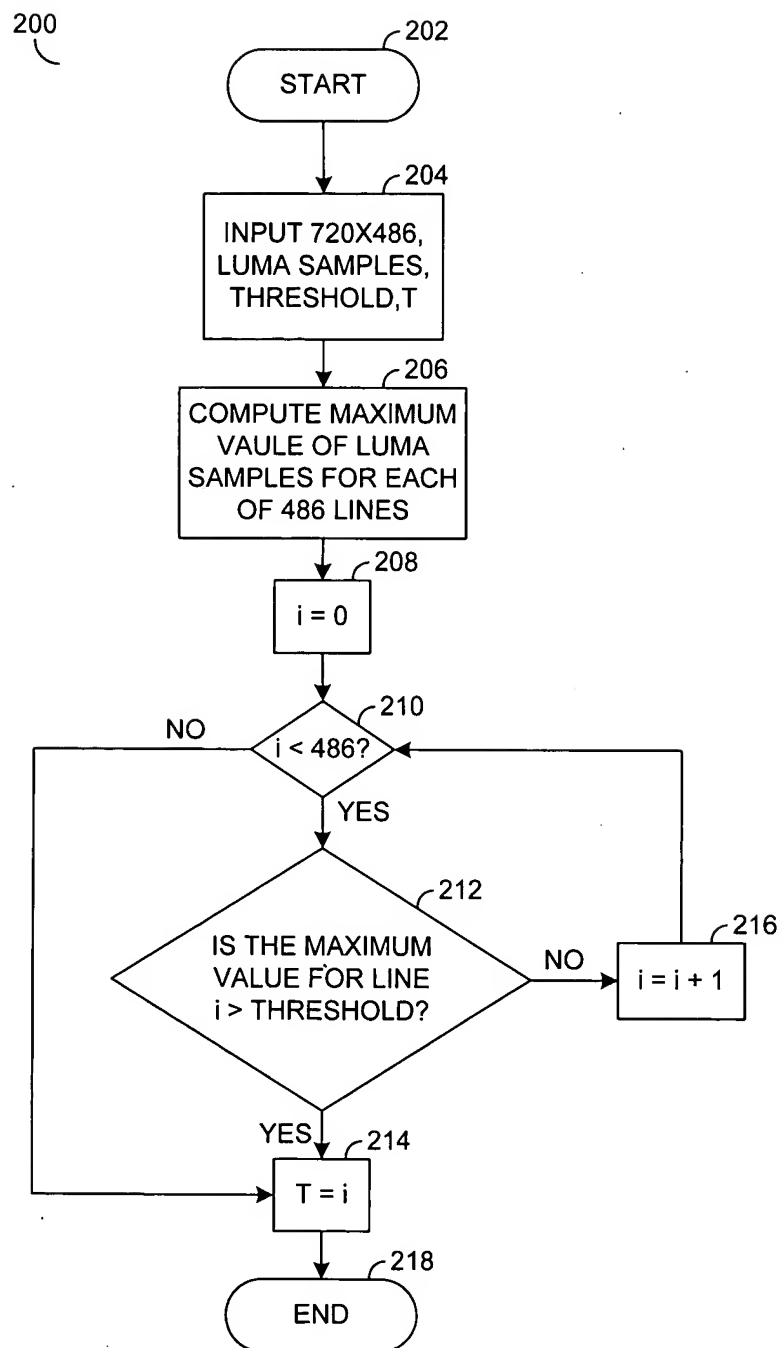 200
202
START
204
INPUT 720X486,
LUMA SAMPLES,
THRESHOLD,T
206
COMPUTE MAXIMUM
VAULE OF LUMA
SAMPLES FOR EACH
OF 486 LINES
208
i = 0
210
NO
i < 486?
YES
212
IS THE MAXIMUM
VALUE FOR LINE
i > THRESHOLD?
NO
216
i = i + 1
YES
214
T = i
218
END